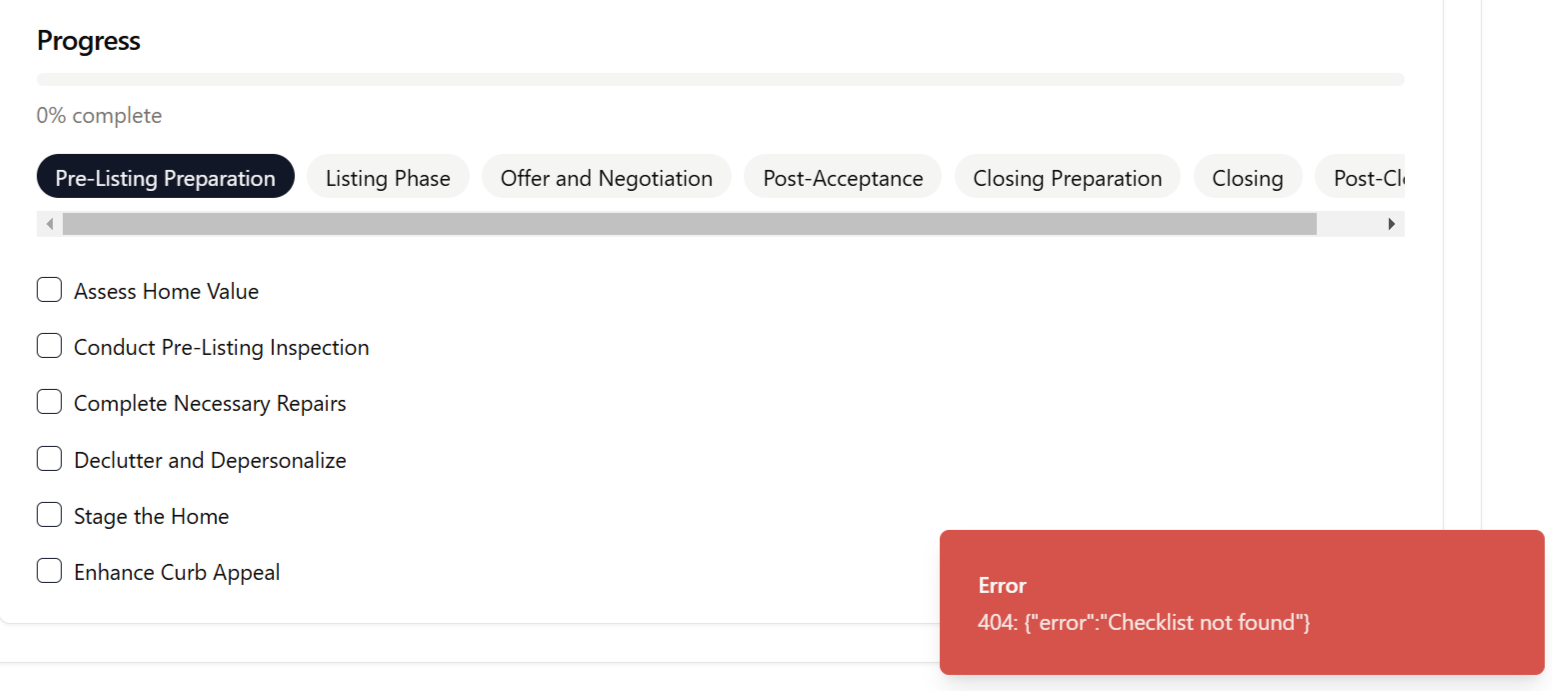 Progress
0% complete
Pre-Listing Preparation Listing Phase Offer and Negotiation Post-Acceptance Closing Preparation Closing Post-Cl
Assess Home Value
Conduct Pre-Listing Inspection
Complete Necessary Repairs
Declutter and Depersonalize
Stage the Home
Enhance Curb Appeal
Error
404: {"error":"Checklist not found"}